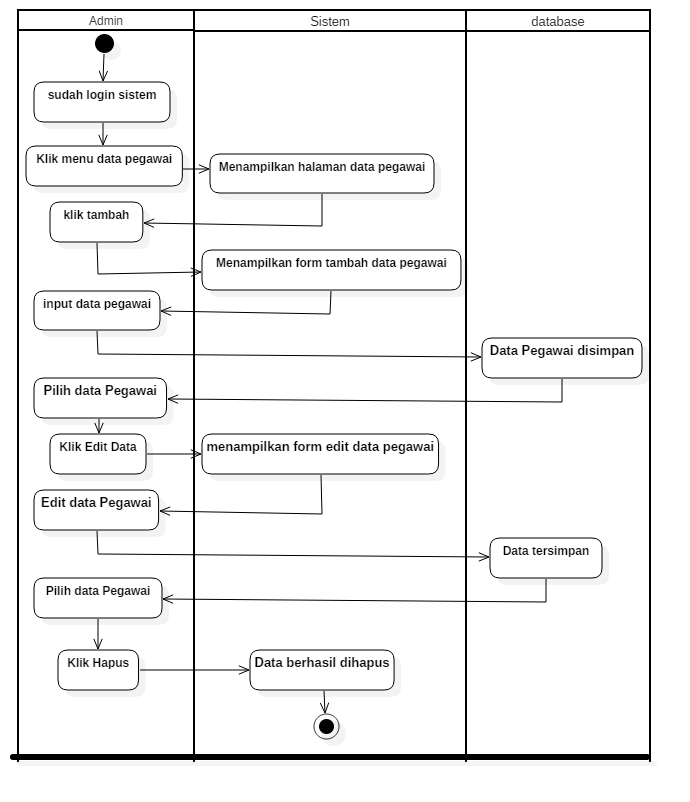 Admin
Sistem
database
sudah login sistem
Klik menu data pegawai
Menampilkan halaman data pegawai
klik tambah
Menampilkan form tambah data pegawai
input data pegawai
Data Pegawai disimpan
Pilih data Pegawai
Klik Edit Data
menampilkan form edit data pegawai
Edit data Pegawai
Data tersimpan
Pilih data Pegawai
Klik Hapus
Data berhasil dihapus